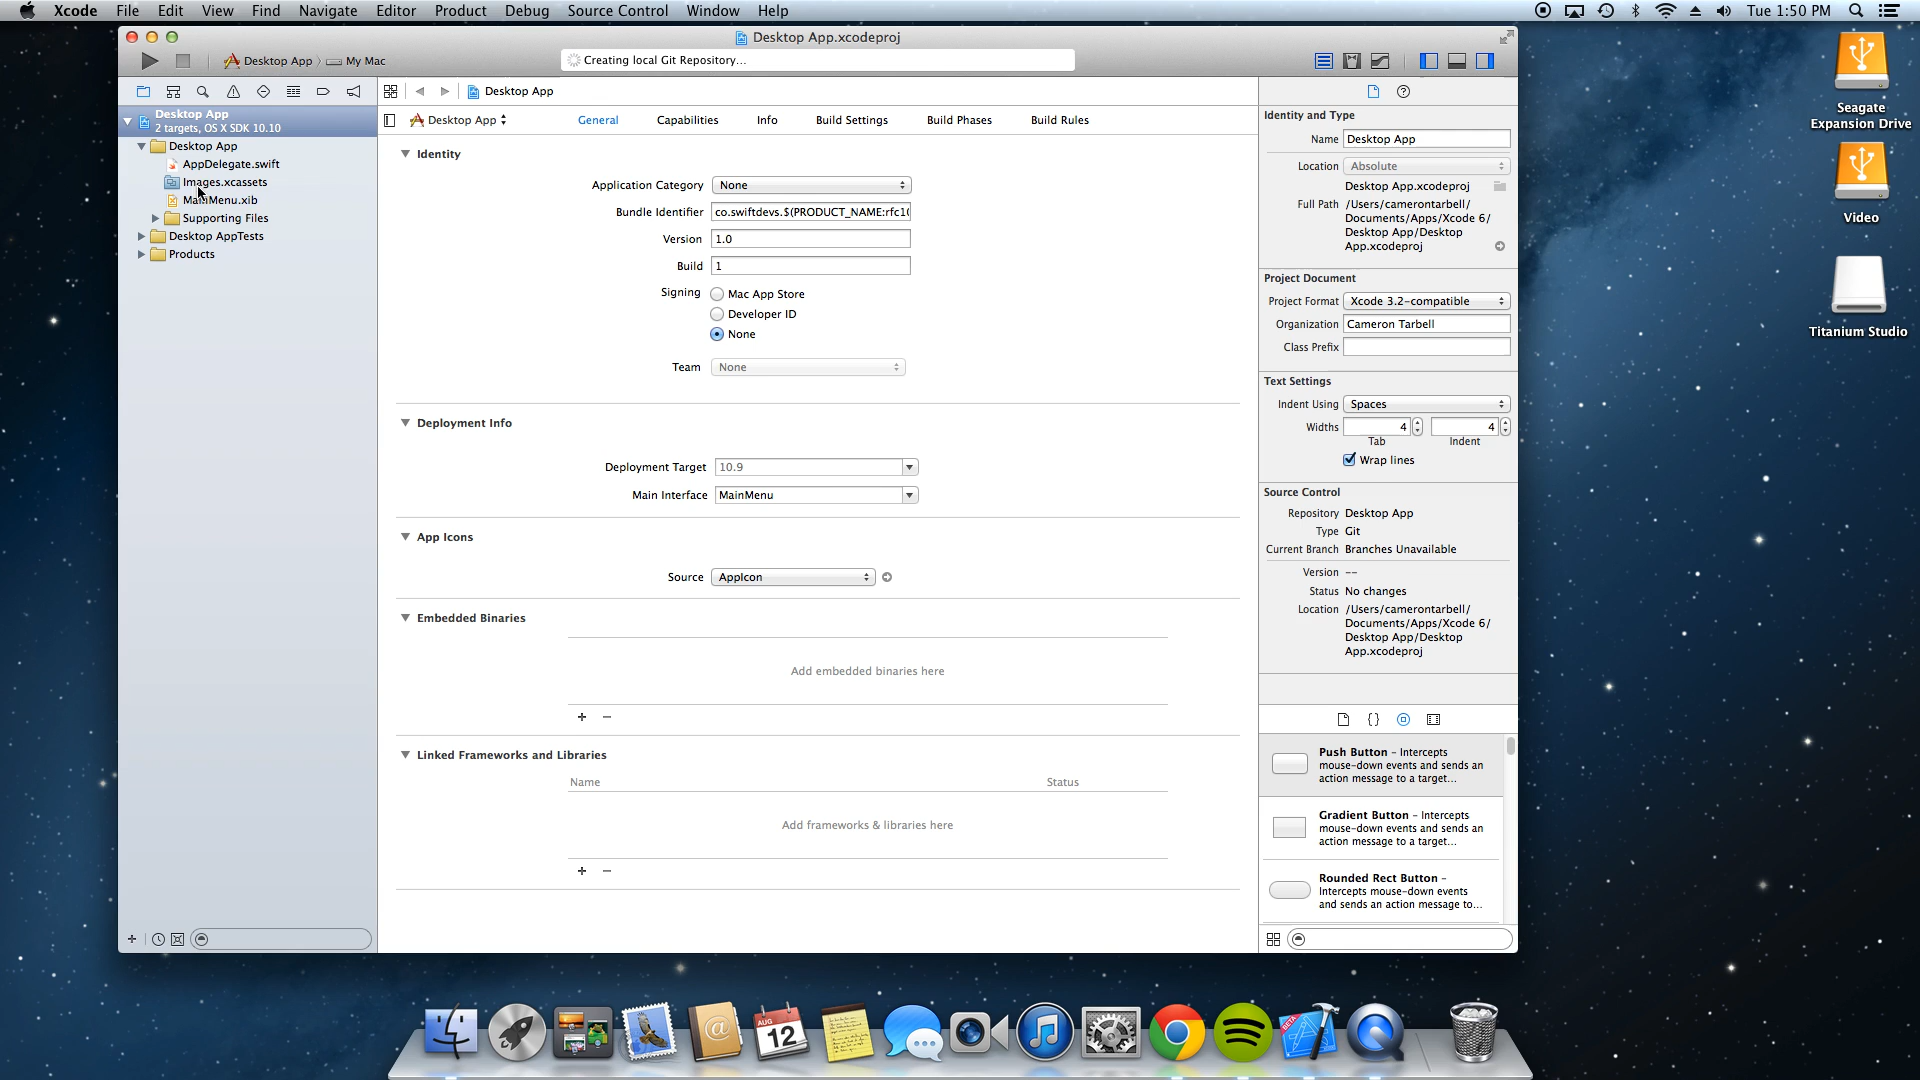 Xcode File Edit View Find Navigate Editor Product Debug Source Control Window Help
Tue 1:50 PM
Desktop App.xcodeproj
Desktop App My Mac
Creating local Git Repository...
Desktop App
2 targets, OS X SDK 10.10
Desktop App
AppDelegate.swift
Images.xcassets
MainMenu.xib
Supporting Files
Desktop AppTests
Products
Desktop App
Desktop App
General Capabilities Info Build Settings Build Phases Build Rules
Identity
Application Category None
Bundle Identifier co.swiftdevs.$(PRODUCT_NAME:rfc1(
Version 1.0
Build 1
Signing Mac App Store
Developer ID
None
Team None
Deployment Info
Deployment Target 10.9
Main Interface MainMenu
App Icons
Source AppIcon
Embedded Binaries
Add embedded binaries here
+ −
Linked Frameworks and Libraries
Name Status
Add frameworks & libraries here
+ −
Identity and Type
Name Desktop App
Location Absolute
Desktop App.xcodeproj
Full Path /Users/camerontarbell/
Documents/Apps/Xcode 6/
Desktop App/Desktop
App.xcodeproj
Project Document
Project Format Xcode 3.2-compatible
Organization Cameron Tarbell
Class Prefix
Text Settings
Indent Using Spaces
Widths 4 4
Tab Indent
Wrap lines
Source Control
Repository Desktop App
Type Git
Current Branch Branches Unavailable
Version --
Status No changes
Location /Users/camerontarbell/
Documents/Apps/Xcode 6/
Desktop App/Desktop
App.xcodeproj
Push Button - Intercepts
mouse-down events and sends an
action message to a target...
Gradient Button - Intercepts
mouse-down events and sends an
action message to a target...
Rounded Rect Button -
Intercepts mouse-down events
and sends an action message to...
Seagate
Expansion Drive
Video
Titanium Studio
AUG
12
BETA